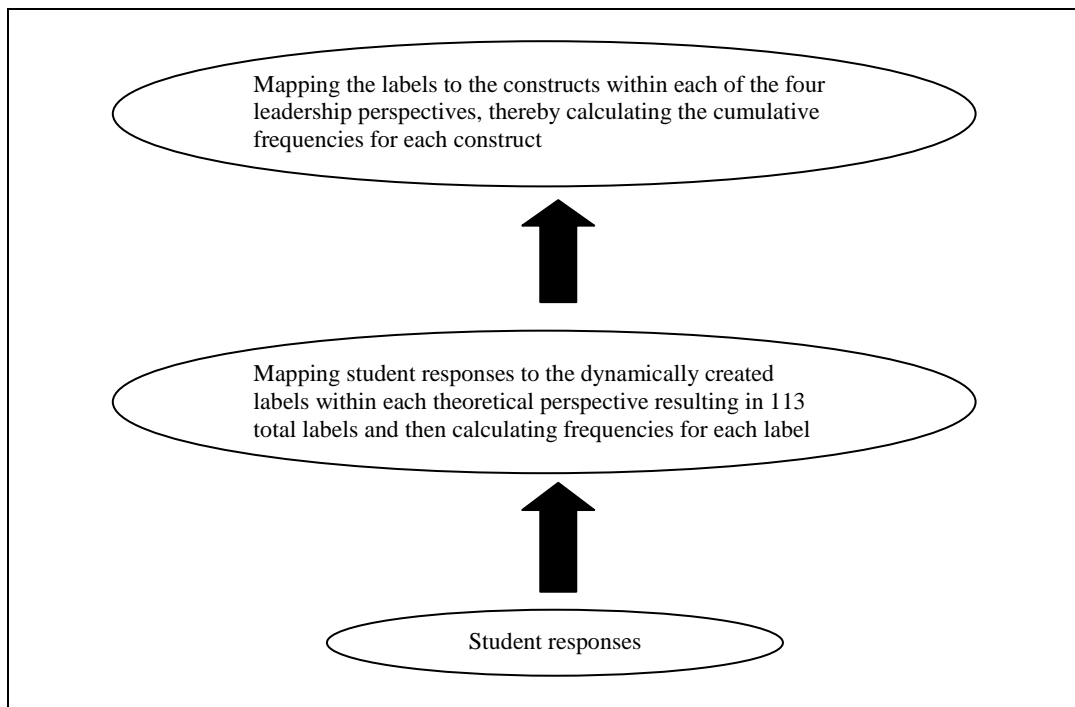 Mapping the labels to the constructs within each of the four
leadership perspectives, thereby calculating the cumulative
frequencies for each construct
Mapping student responses to the dynamically created
labels within each theoretical perspective resulting in 113
total labels and then calculating frequencies for each label
Student responses